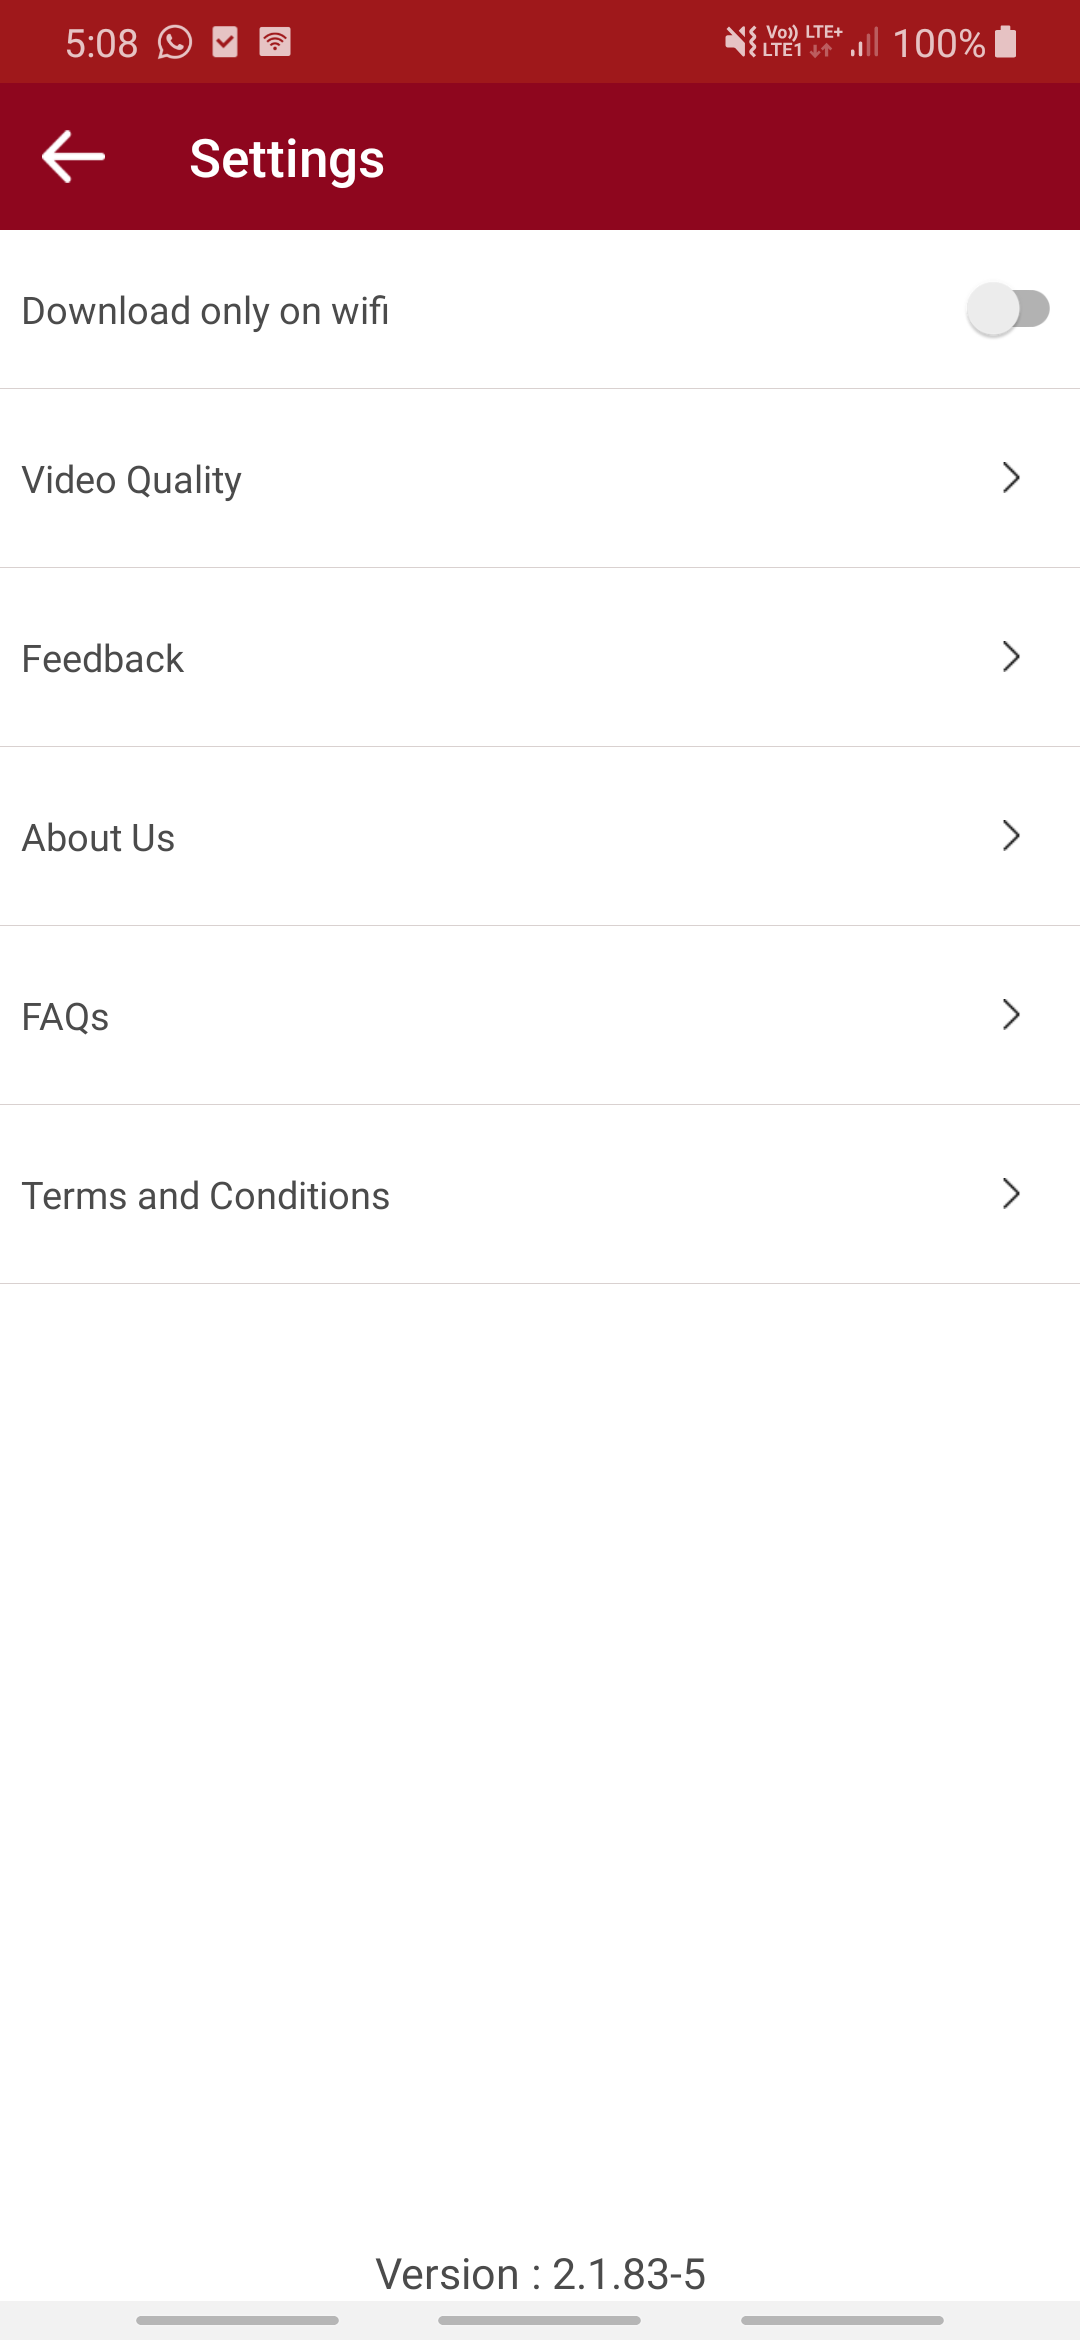 5:08 Vo)) LTE+ LTE1 100%
Settings
Download only on wifi
Video Quality
Feedback
About Us
FAQs
Terms and Conditions
Version : 2.1.83-5